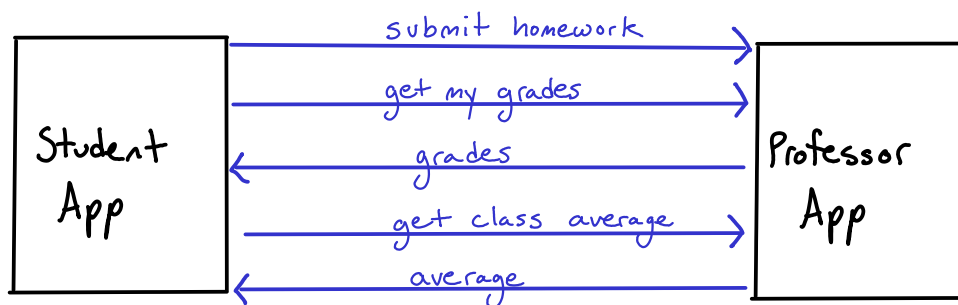 submit homework
get my grades
Student
App
grades
Professor
App
get class average
average